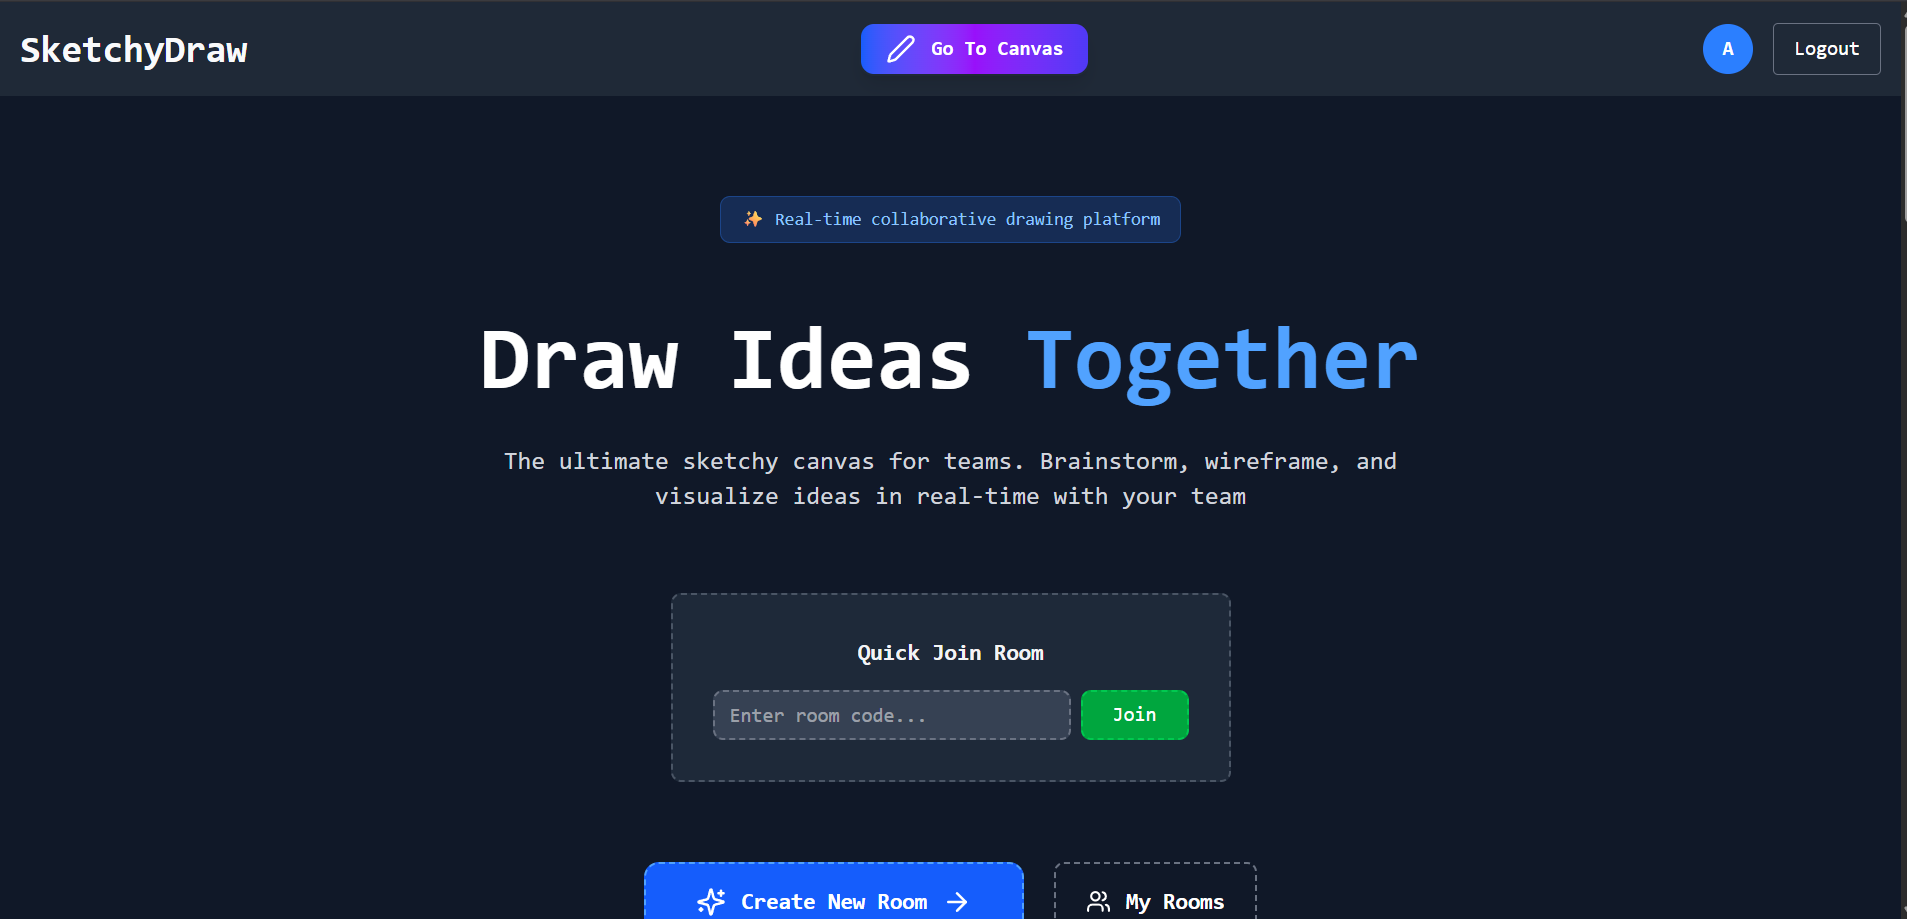 SketchyDraw
Go To Canvas
A
Logout
✨ Real-time collaborative drawing platform
Draw Ideas Together
The ultimate sketchy canvas for teams. Brainstorm, wireframe, and
visualize ideas in real-time with your team
Quick Join Room
Enter room code...
Join
Create New Room
My Rooms